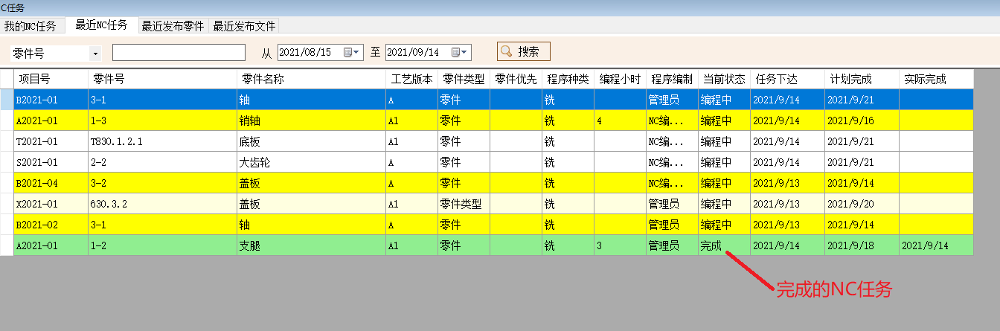 C任务
我的NC任务 最近NC任务 最近发布零件 最近发布文件
零件号 从 2021/08/15 至 2021/09/14 搜索
项目号 零件号 零件名称 工艺版本 零件类型 零件优先 程序种类 编程小时 程序编制 当前状态 任务下达 计划完成 实际完成
B2021-01 3-1 轴 A 零件 铣 管理员 编程中 2021/9/14 2021/9/21
A2021-01 1-3 销轴 A1 零件 铣 4 NC编... 编程中 2021/9/14 2021/9/16
T2021-01 T830.1.2.1 底板 A1 零件 铣 NC编... 编程中 2021/9/14 2021/9/21
S2021-01 2-2 大齿轮 A 零件 铣 NC编... 编程中 2021/9/14 2021/9/21
B2021-04 3-2 盖板 A 零件 铣 NC编... 编程中 2021/9/13 2021/9/14
X2021-01 630.3.2 盖板 A1 零件类型 铣 管理员 编程中 2021/9/13 2021/9/20
B2021-02 3-1 轴 A 零件 铣 管理员 编程中 2021/9/13 2021/9/14
A2021-01 1-2 支腿 A1 零件 铣 3 管理员 完成 2021/9/14 2021/9/18 2021/9/14
完成的NC任务